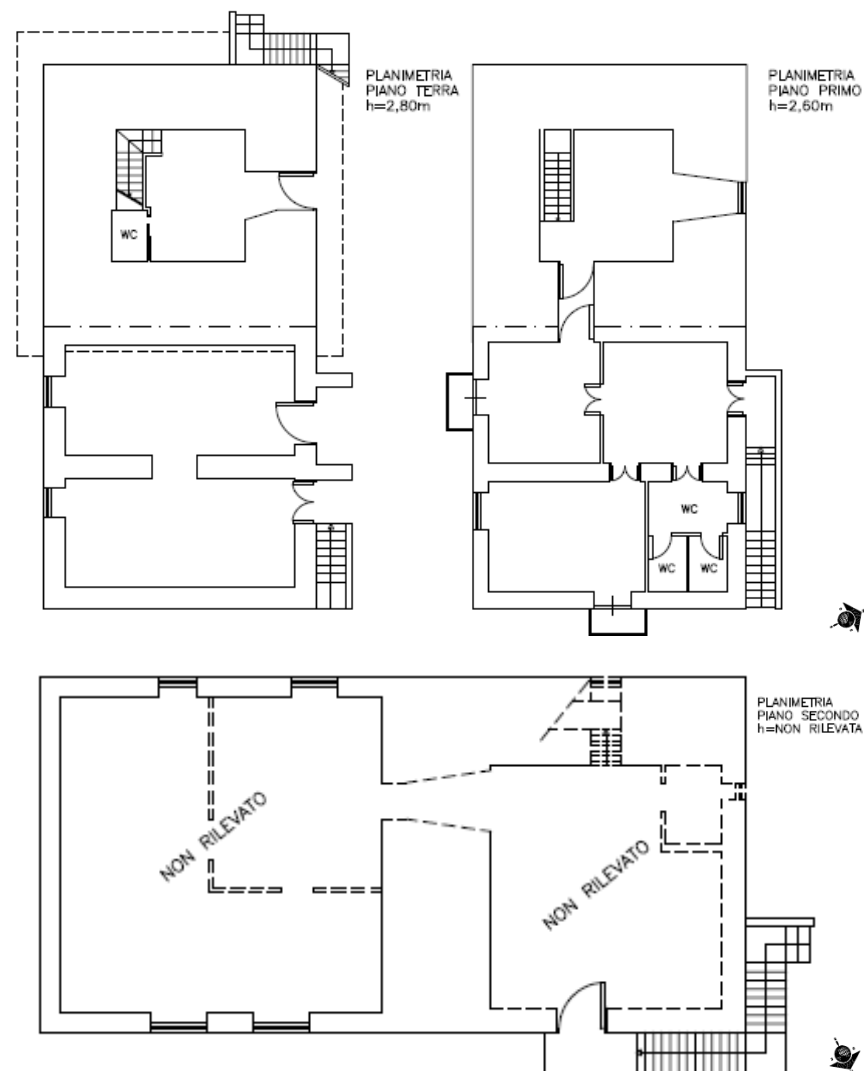 PLANIMETRIA
PIANO TERRA
h=2,80m
PLANIMETRIA
PIANO PRIMO
h=2,60m
WC
WC
WC
WC
PLANIMETRIA
PIANO SECONDO
h=NON RILEVATA
NON RILEVATO
NON RILEVATO